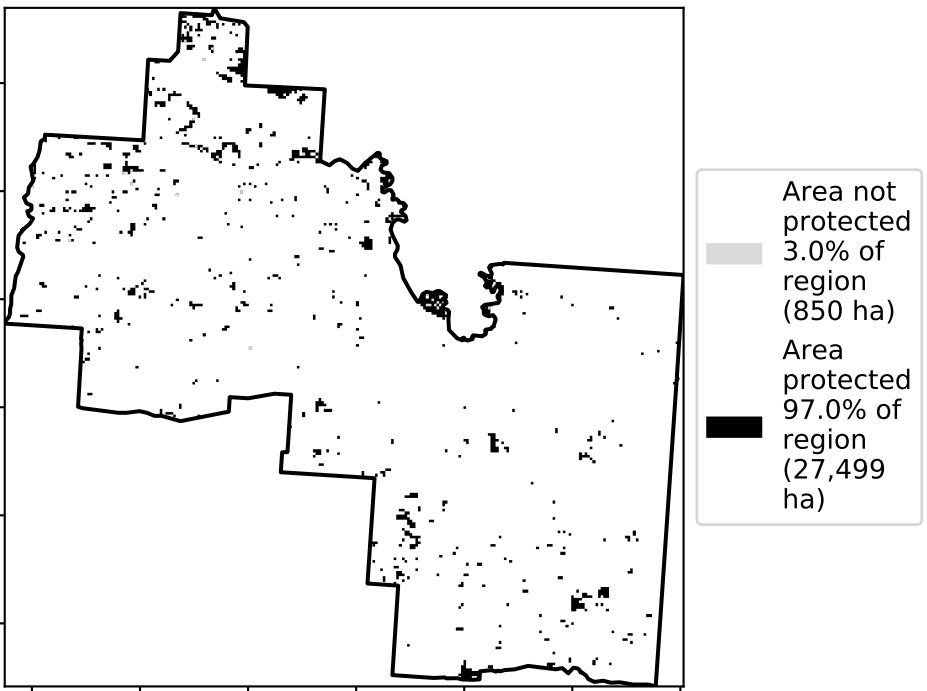 Area not
protected
3.0% of
region
(850 ha)
Area
protected
97.0% of
region
(27,499
ha)